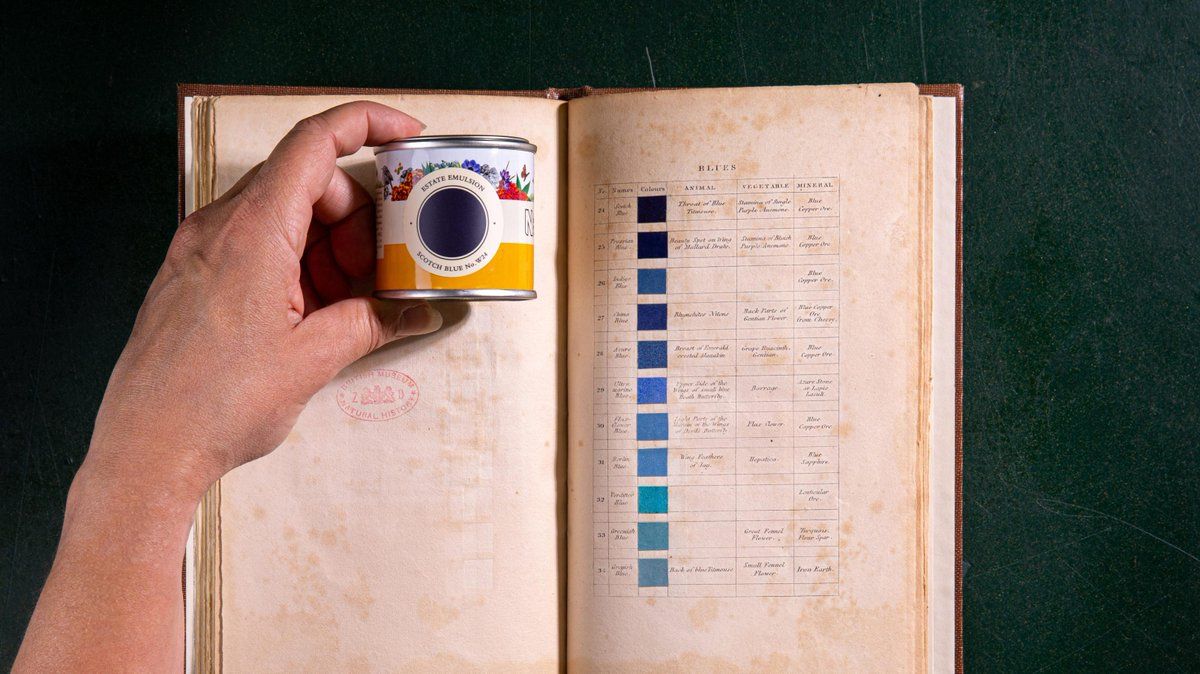 ESTATE EMULSION
SCOTCH BLUE No. W24
BRITISH MUSEUM
NATURAL HISTORY
BLUES
No. Names Colours ANIMAL VEGETABLE MINERAL
24 Scotch Blue Throat of Blue Titmouse. Stamina of Single Purple Anemone. Blue Copper Ore.
25 Prussian Blue Beauty Spot on Wing of Mallard Drake. Stamina of Bluish Purple Anemone. Blue Copper Ore
26 Indigo Blue Blue Copper Ore.
27 China Blue Rhynchites Nitens Back Parts of Gentian Flower. Blue Copper Ore from Chessy.
28 Azure Blue. Breast of Emerald crested Manakin Grape Hyacinth. Gentian. Blue Copper Ore
29 Ultramarine Blue. Upper Side of the Wings of small blue Heath Butterfly. Borrage. Azure Stone or Lapis Lazuli.
30 Flax-flower Blue. Light Parts of the Margin of the Wings of Devil's Butterfly. Flax flower. Blue Copper Ore.
31 Berlin Blue. Wing Feathers of Jay. Hepatica. Blue Sapphire.
32 Verditter Blue Lenticular Ore.
33 Greenish Blue. Great Fennel Flower. Turquois. Flour Spar.
34 Greyish Blue. Back of blue Titmouse Small Fennel Flower. Iron Earth.